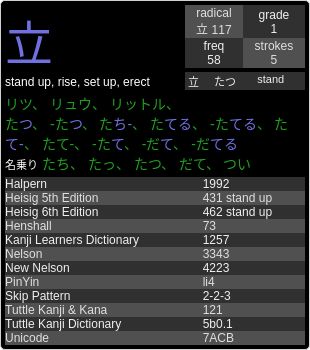 立
radical
立 117
grade
1
freq
58
strokes
5
stand up, rise, set up, erect
立 たつ stand
リツ、 リュウ、 リットル、
たつ、 -たつ、 たち-、 たてる、 -たてる、 た
て-、 たて-、 -たて、 -だて、 -だてる
名乗り たち、 たっ、 たつ、 だて、 つい
Halpern 1992
Heisig 5th Edition 431 stand up
Heisig 6th Edition 462 stand up
Henshall 73
Kanji Learners Dictionary 1257
Nelson 3343
New Nelson 4223
PinYin li4
Skip Pattern 2-2-3
Tuttle Kanji & Kana 121
Tuttle Kanji Dictionary 5b0.1
Unicode 7ACB